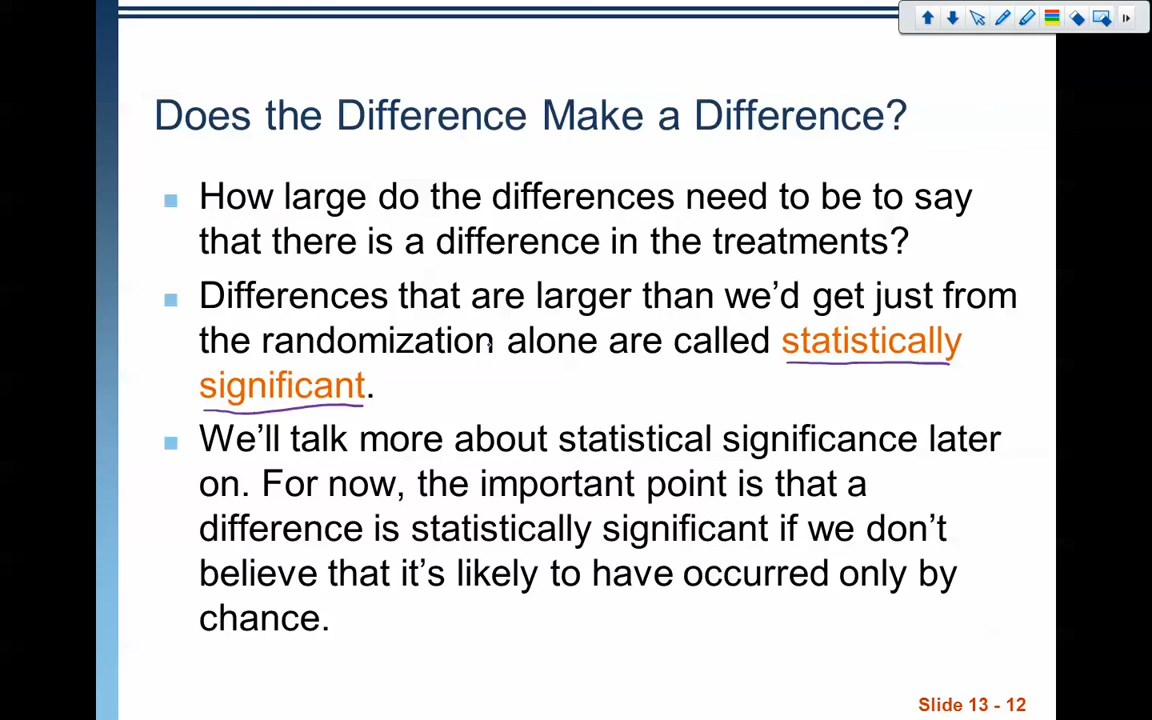 Does the Difference Make a Difference?
How large do the differences need to be to say
that there is a difference in the treatments?
Differences that are larger than we’d get just from
the randomization alone are called statistically
significant.
We’ll talk more about statistical significance later
on. For now, the important point is that a
difference is statistically significant if we don’t
believe that it’s likely to have occurred only by
chance.
Slide 13 - 12